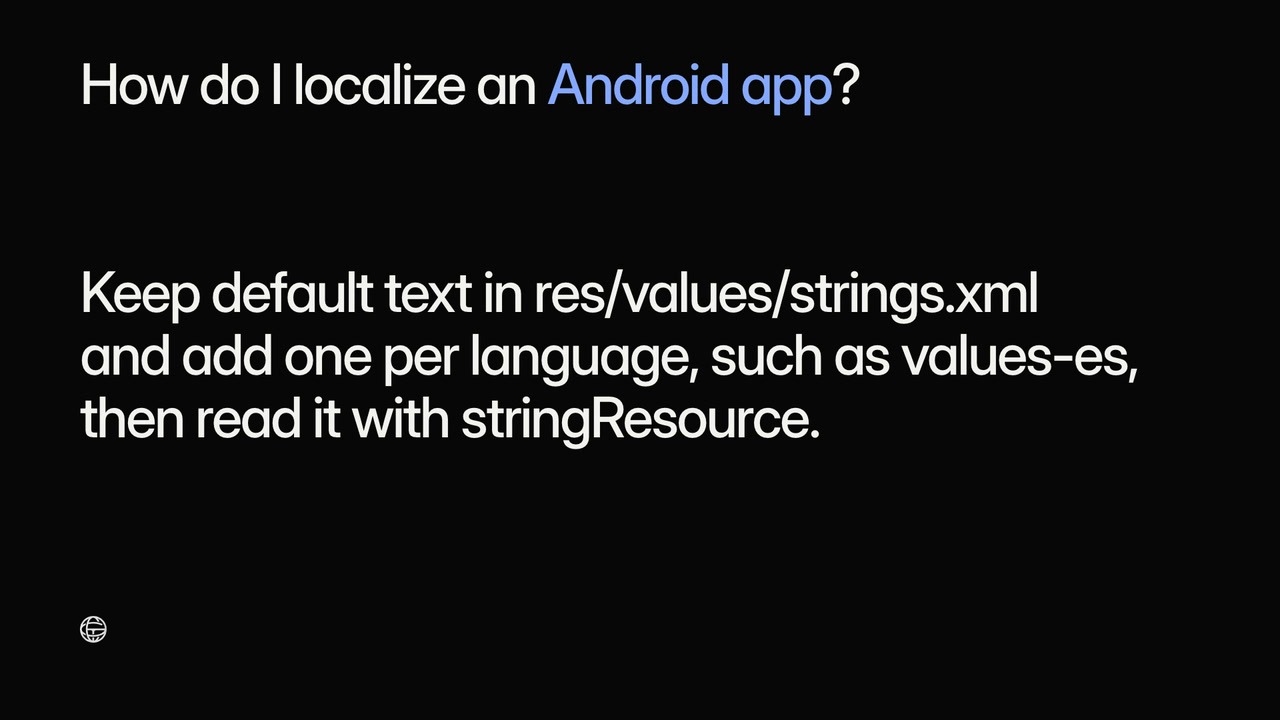 How do I localize an Android app?
Keep default text in res/values/strings.xml
and add one per language, such as values-es,
then read it with stringResource.